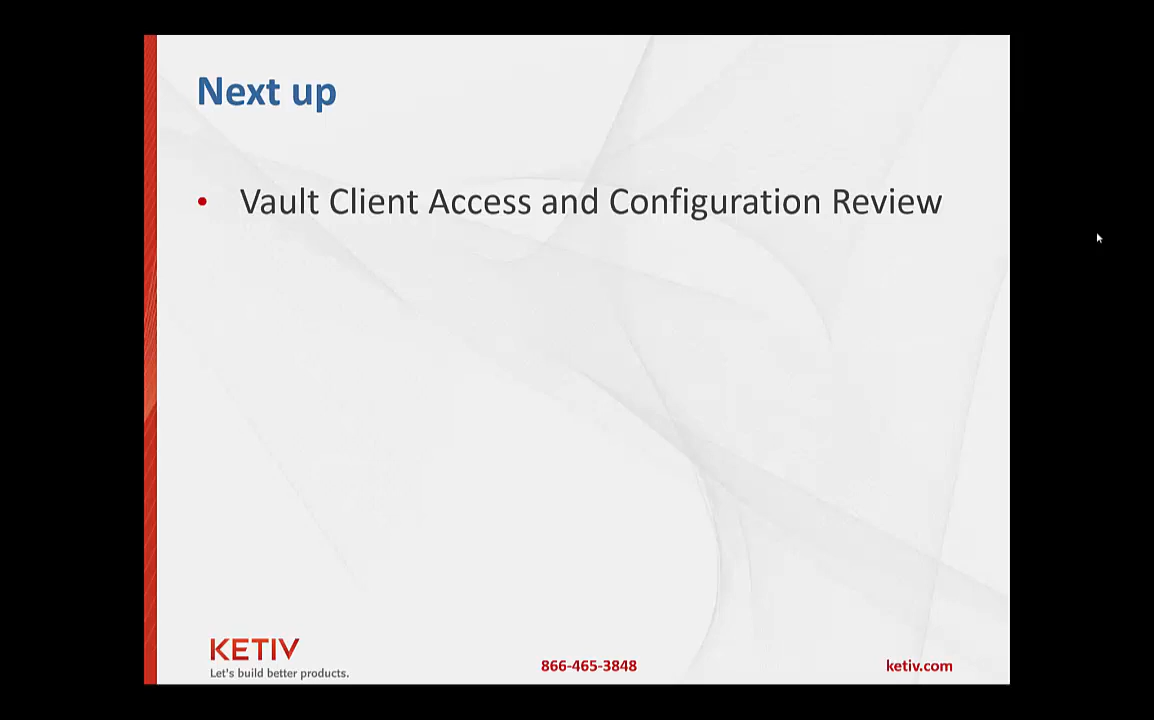 Next up
• Vault Client Access and Configuration Review
KETIV
Let's build better products.
866-465-3848
ketiv.com